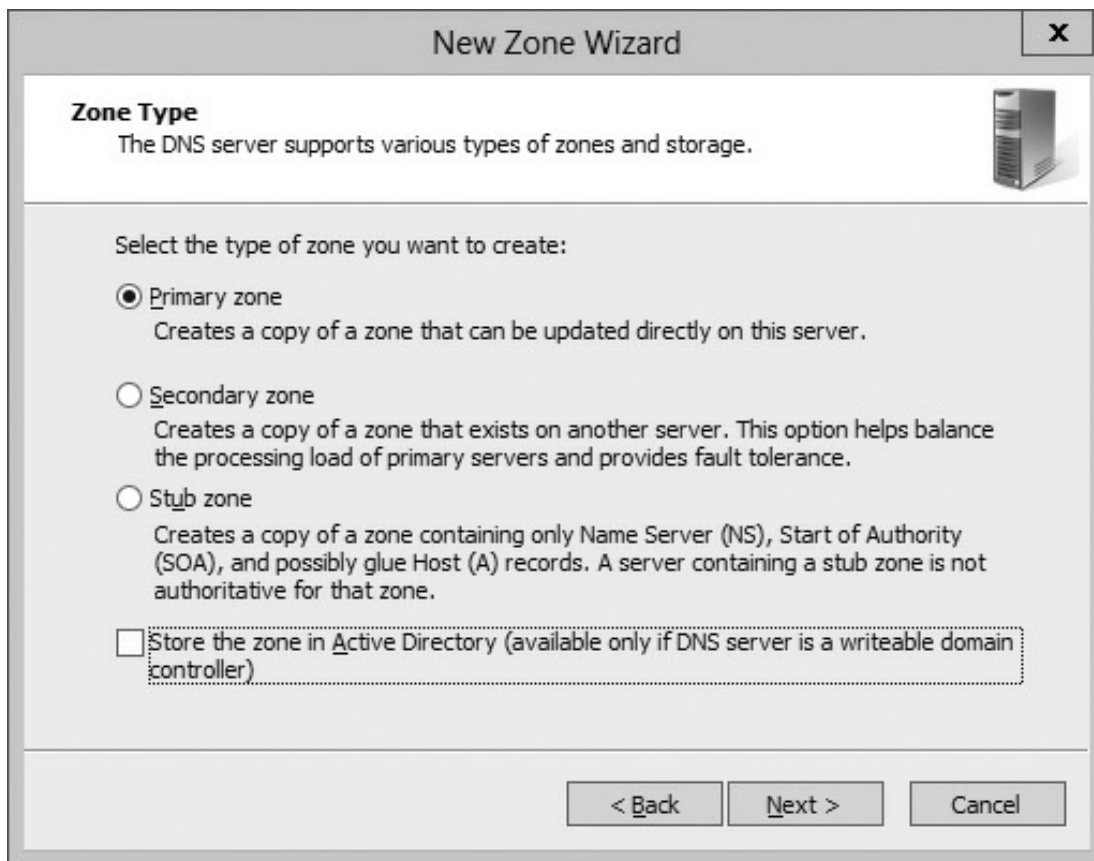 New Zone Wizard
x
Zone Type
The DNS server supports various types of zones and storage.
Select the type of zone you want to create:
Primary zone
Creates a copy of a zone that can be updated directly on this server.
Secondary zone
Creates a copy of a zone that exists on another server. This option helps balance
the processing load of primary servers and provides fault tolerance.
Stub zone
Creates a copy of a zone containing only Name Server (NS), Start of Authority
(SOA), and possibly glue Host (A) records. A server containing a stub zone is not
authoritative for that zone.
Store the zone in Active Directory (available only if DNS server is a writeable domain
controller)
< Back
Next >
Cancel